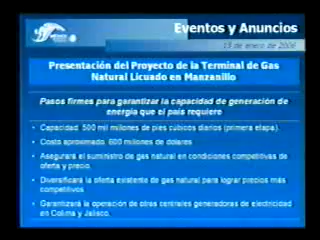 Eventos y Anuncios
15 de enero de 2006
Presentación del Proyecto de la Terminal de Gas
Natural Licuado en Manzanillo
Pasos firmes para garantizar la capacidad de generación de
energía que el país requiere
• Capacidad: 500 mil millones de pies cúbicos diarios (primera etapa).
• Costo aproximado: 600 millones de dólares
• Asegurará el suministro de gas natural en condiciones competitivas de
oferta y precio.
• Diversificará la oferta existente de gas natural para lograr precios más
competitivos.
• Garantizará la operación de otras centrales generadoras de electricidad
en Colima y Jalisco.